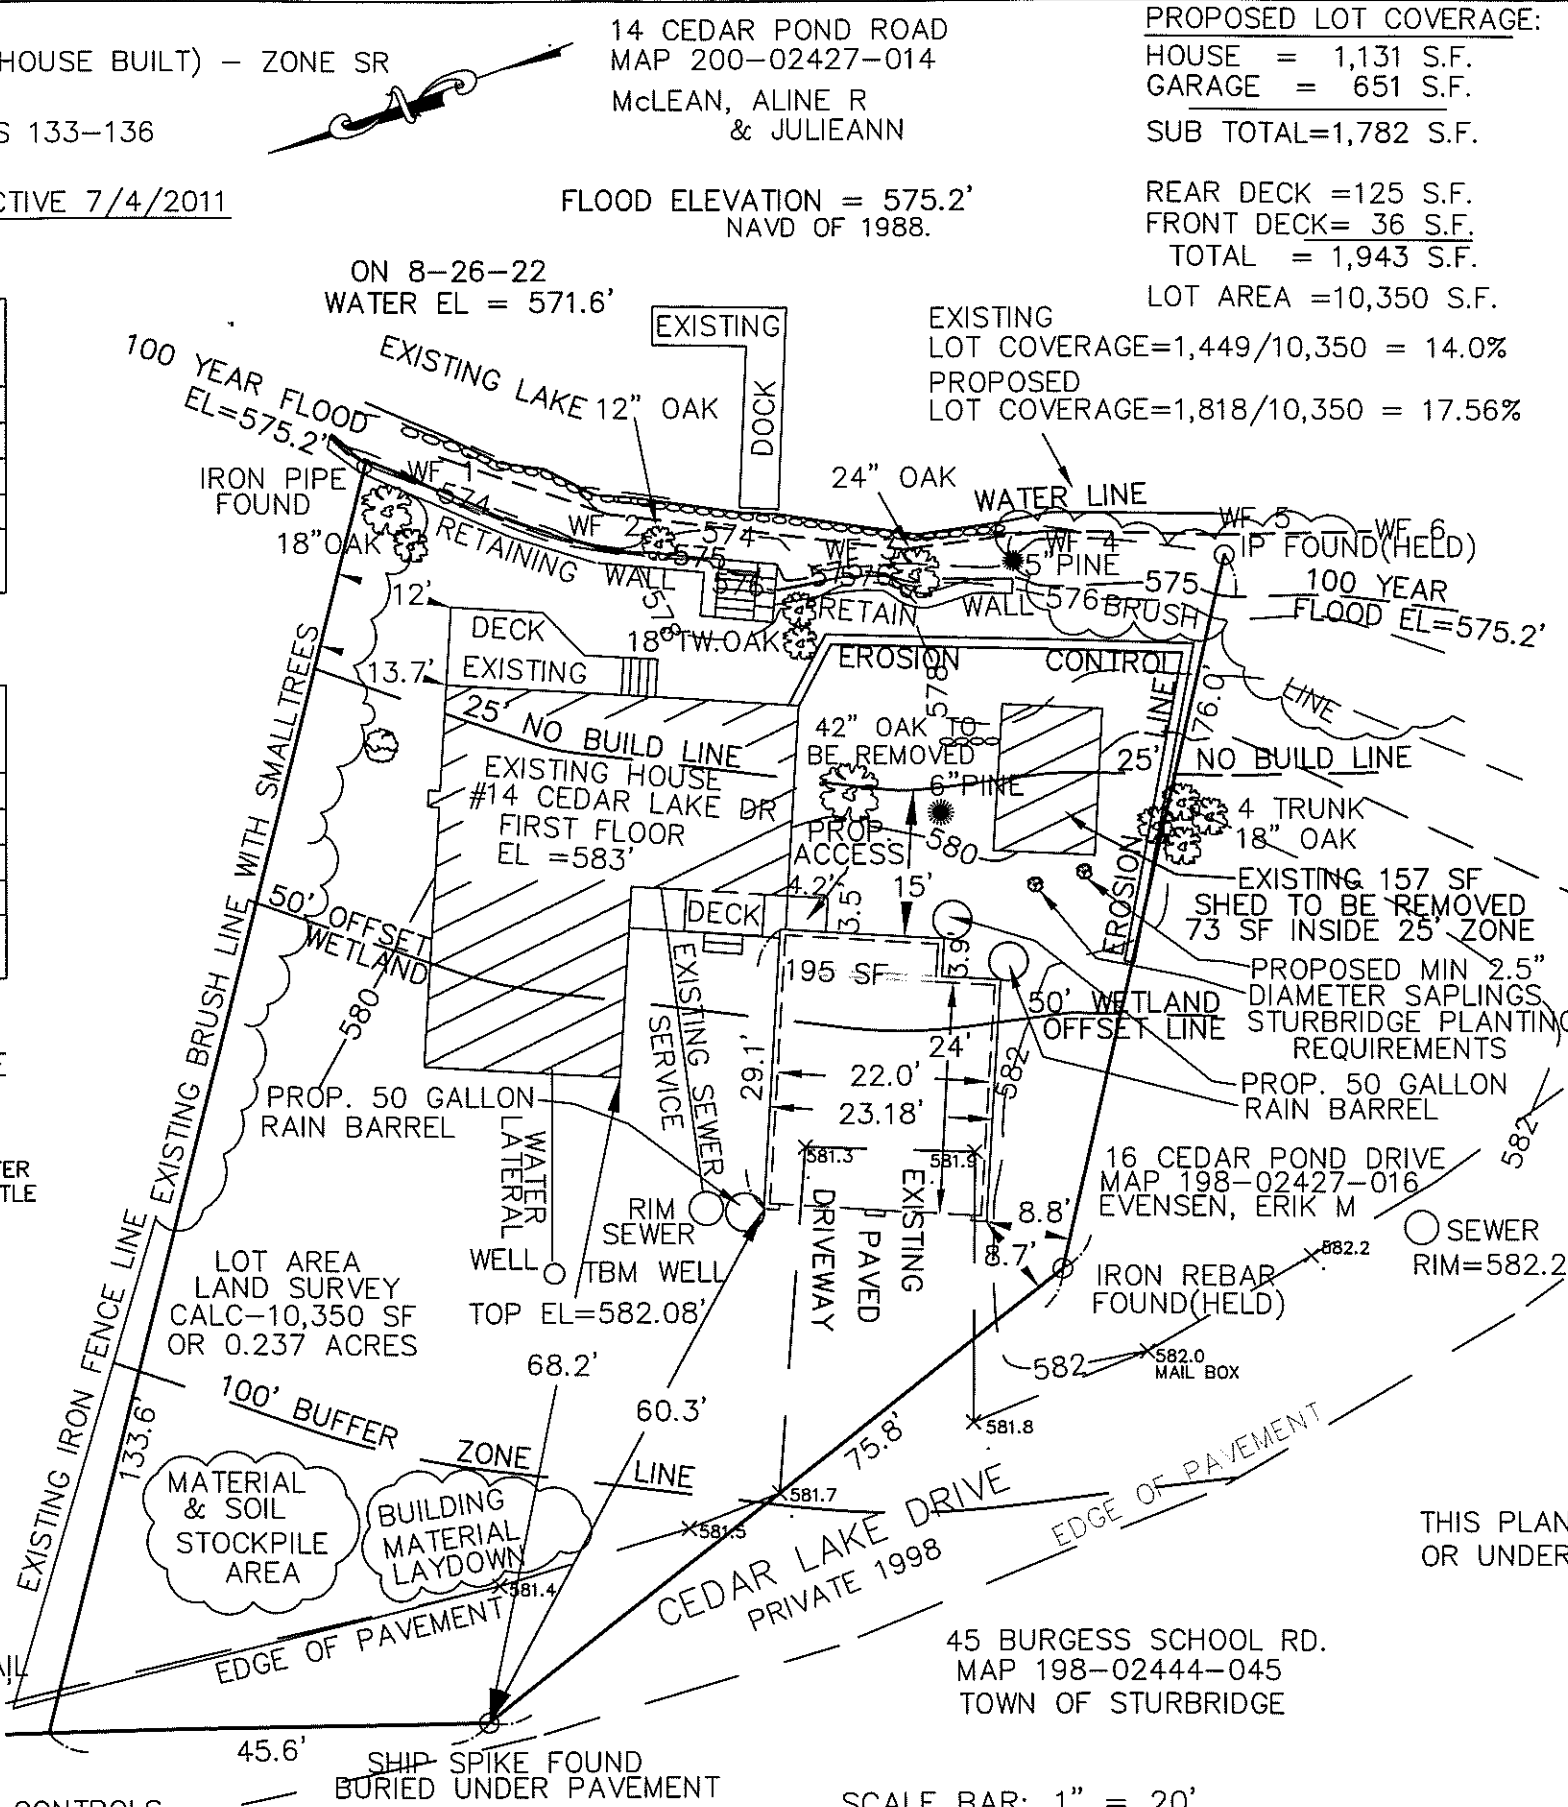 HOUSE BUILT) – ZONE SR
S 133–136
CTIVE 7/4/2011
14 CEDAR POND ROAD
MAP 200–02427–014
McLEAN, ALINE R
& JULIEANN
FLOOD ELEVATION = 575.2'
NAVD OF 1988.
PROPOSED LOT COVERAGE:
HOUSE = 1,131 S.F.
GARAGE = 651 S.F.
SUB TOTAL=1,782 S.F.
REAR DECK =125 S.F.
FRONT DECK= 36 S.F.
TOTAL = 1,943 S.F.
LOT AREA =10,350 S.F.
EXISTING
LOT COVERAGE=1,449/10,350 = 14.0%
PROPOSED
LOT COVERAGE=1,818/10,350 = 17.56%
ON 8–26–22
WATER EL = 571.6'
EXISTING
DOCK
EXISTING LAKE
12" OAK
100 YEAR FLOOD
EL=575.2'
IRON PIPE
FOUND
18"OAK
WF 1
574
WF 2
574
575
576
WF
RETAINING WALL
24" OAK
WATER LINE
WF 4
WF 5
WF 6
5"PINE
IP FOUND(HELD)
575
100 YEAR
FLOOD EL=575.2'
576
BRUSH
LINE
RETAIN WALL
578
18"TW.OAK
12'
13.7'
DECK
EXISTING
EROSION CONTROL
LINE
EROSION
76.0'
578
25' NO BUILD LINE
25' NO BUILD LINE
EXISTING HOUSE
#14 CEDAR LAKE DR
FIRST FLOOR
EL =583'
42" OAK TO
BE REMOVED
6"PINE
580
PROP.
ACCESS
4.2'
3.5'
15'
3.9'
DECK
4 TRUNK
18" OAK
EXISTING 157 SF
SHED TO BE REMOVED
73 SF INSIDE 25' ZONE
PROPOSED MIN 2.5"
DIAMETER SAPLINGS
STURBRIDGE PLANTING
REQUIREMENTS
PROP. 50 GALLON
RAIN BARREL
50' OFFSET
WETLAND
580
195 SF
50' WETLAND
OFFSET LINE
EXISTING SEWER
SERVICE
29.1'
24'
22.0'
23.18'
582
582
PROP. 50 GALLON
RAIN BARREL
WATER
LATERAL
ER
TLE
581.3
581.9
DRIVEWAY
PAVED
EXISTING
RIM
SEWER
WELL
TBM WELL
TOP EL=582.08'
8.8'
8.7'
16 CEDAR POND DRIVE
MAP 198–02427–016
EVENSEN, ERIK M
SEWER
RIM=582.2
582.2
IRON REBAR
FOUND(HELD)
582
582.0
MAIL BOX
581.8
LOT AREA
LAND SURVEY
CALC–10,350 SF
OR 0.237 ACRES
EXISTING IRON FENCE LINE
EXISTING BRUSH LINE WITH SMALLTREES
133.6'
68.2'
60.3'
75.8'
100' BUFFER ZONE LINE
581.7
581.5
581.4
MATERIAL
& SOIL
STOCKPILE
AREA
BUILDING
MATERIAL
LAYDOWN
EDGE OF PAVEMENT
CEDAR LAKE DRIVE
PRIVATE 1998
EDGE OF PAVEMENT
THIS PLAN
OR UNDER
45 BURGESS SCHOOL RD.
MAP 198–02444–045
TOWN OF STURBRIDGE
45.6'
SHIP SPIKE FOUND
BURIED UNDER PAVEMENT
SCALE BAR: 1" = 20'
CONTROLS